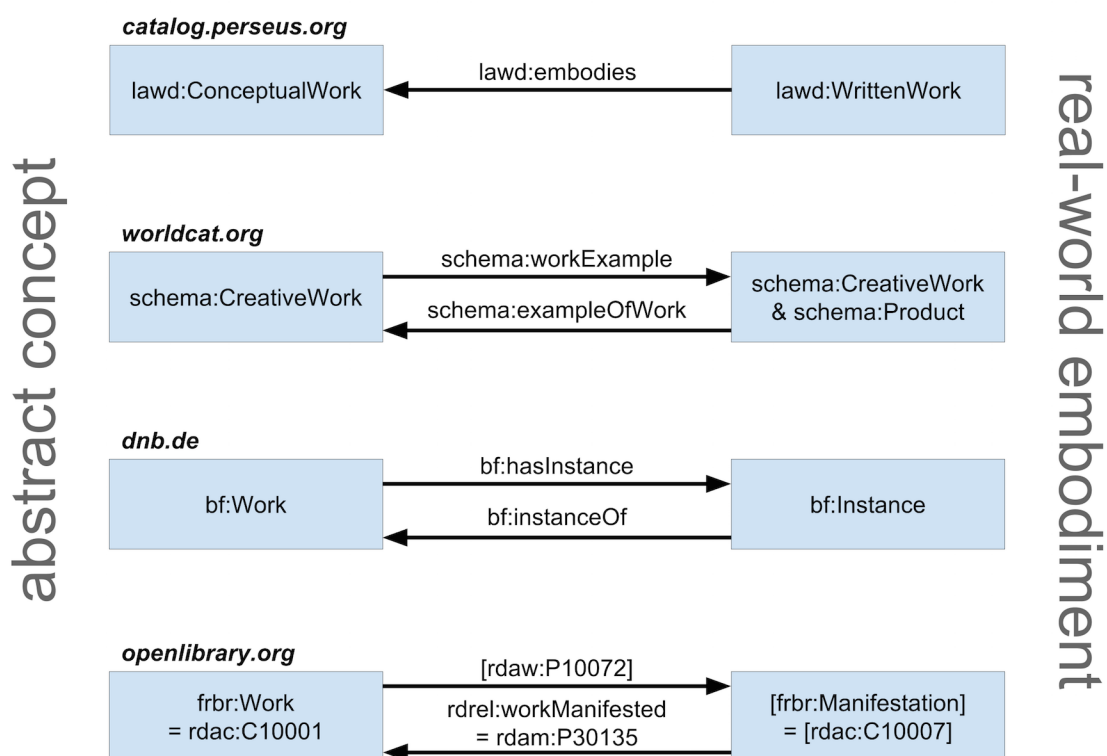 abstract concept
real-world embodiment
catalog.perseus.org
lawd:ConceptualWork
lawd:embodies
lawd:WrittenWork
worldcat.org
schema:CreativeWork
schema:workExample
schema:exampleOfWork
schema:CreativeWork
& schema:Product
dnb.de
bf:Work
bf:hasInstance
bf:instanceOf
bf:Instance
openlibrary.org
frbr:Work
= rdac:C10001
[rdaw:P10072]
rdrel:workManifested
= rdam:P30135
[frbr:Manifestation]
= [rdac:C10007]